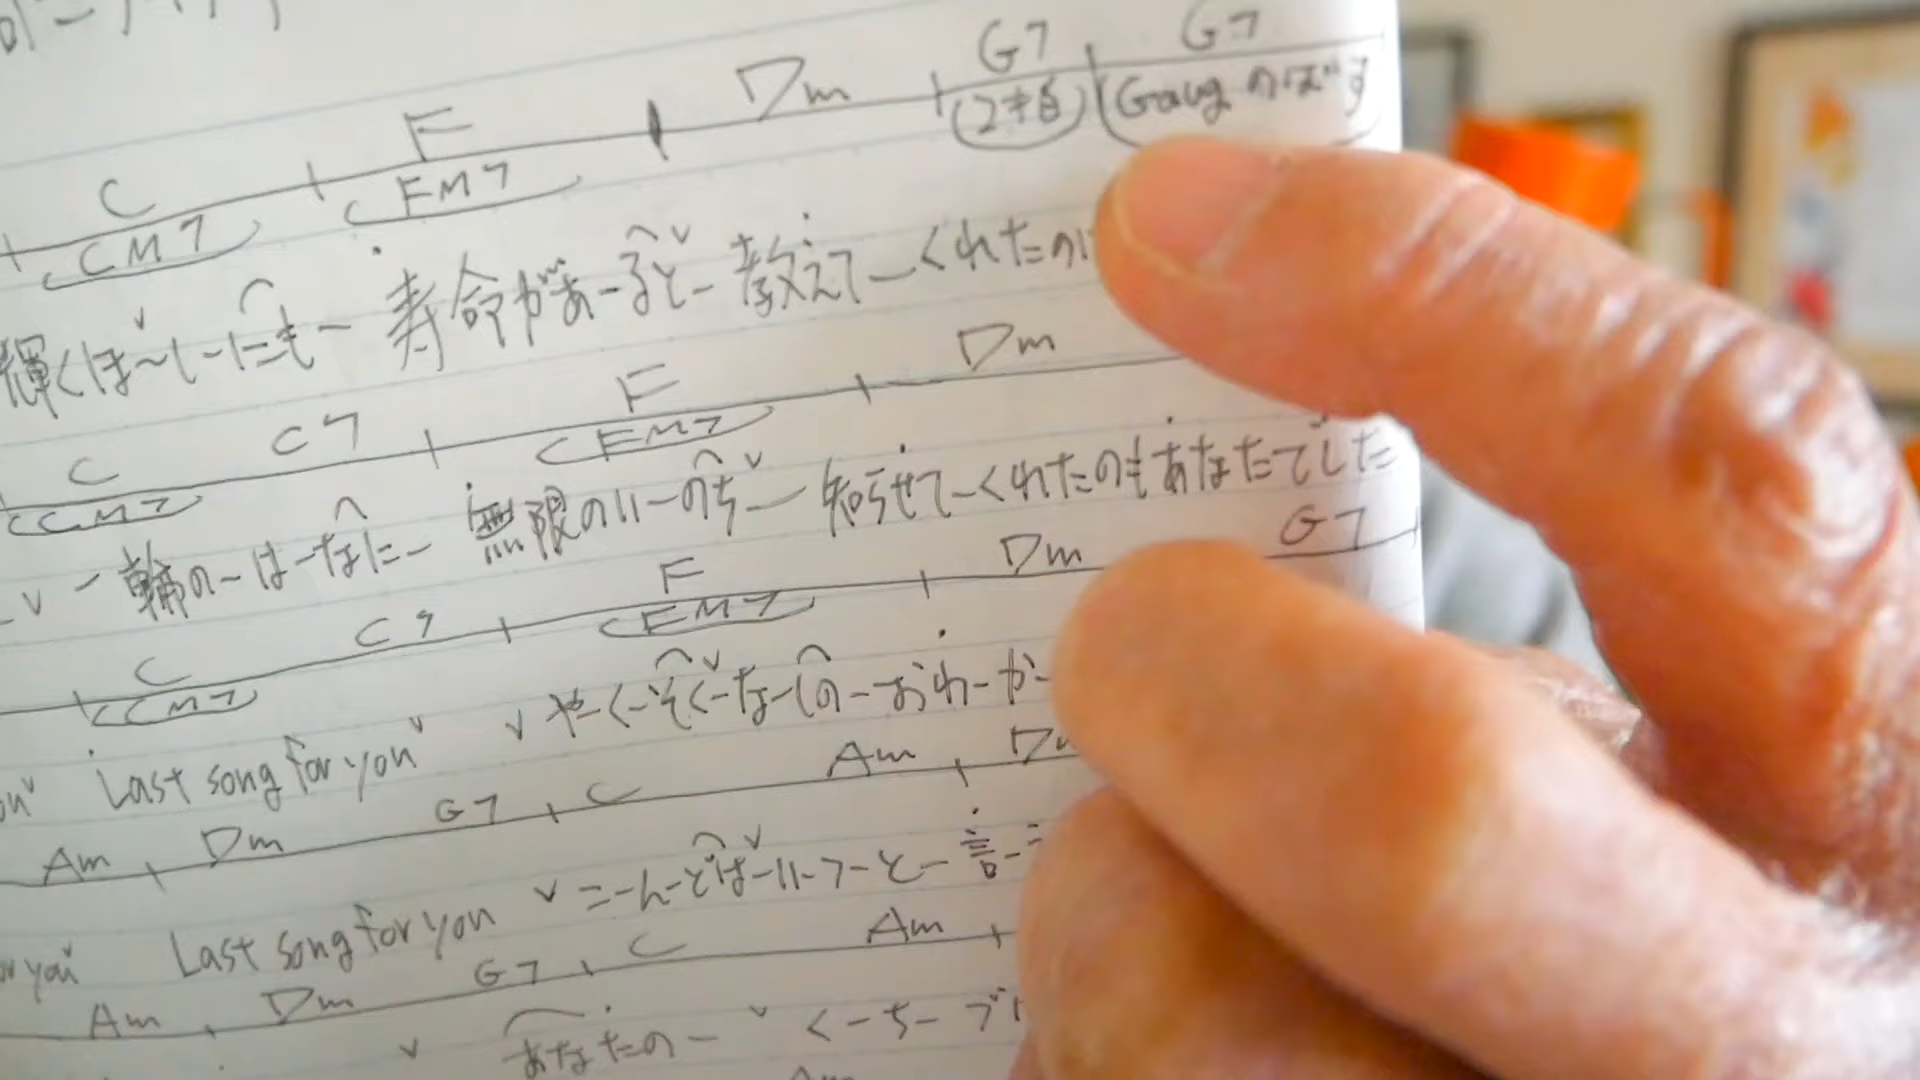 C F Dm G7 G7
(CM7) (FM7) (2拍) (Gaug のばす)
輝くほ〜し-にも- 寿命があ-ると- 教えて-くれたのは
C C7 F Dm
(CM7) (FM7)
一輪の-は-なに- 無限のい-のち- 知らせて-くれたのもあなたでした
C C7 F Dm G7
(CM7) (FM7)
Last song for you や-く-そく-な-しの-おわ-か-
Am Dm G7 C Am Dm
Last song for you こ-ん-どは-い-つ-と-言-
Am Dm G7 C Am
あなたの- く-ち-
Am